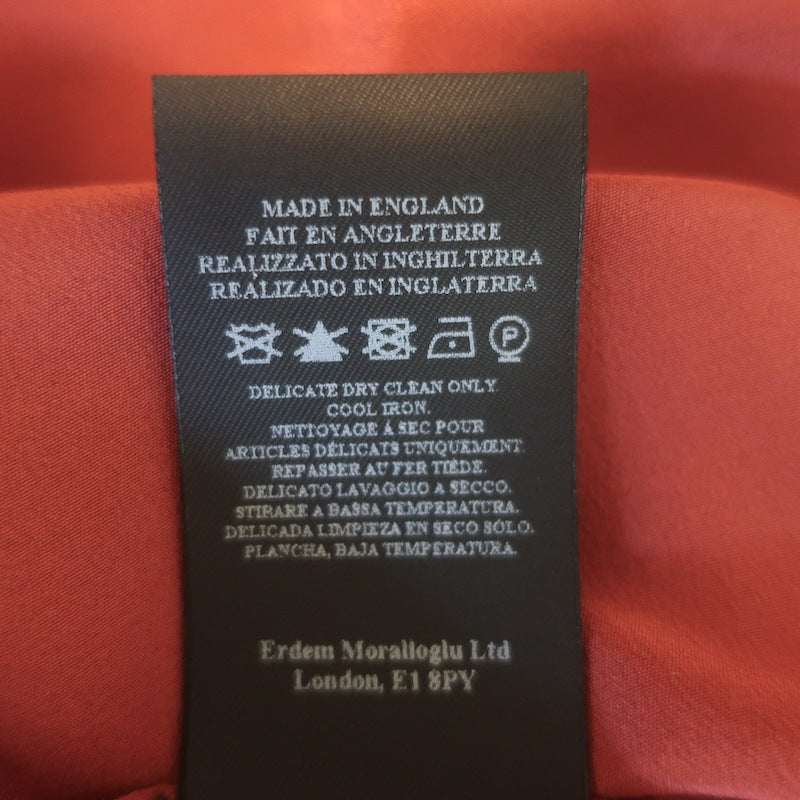 MADE IN ENGLAND
FAIT EN ANGLETERRE
REALIZZATO IN INGHILTERRA
REALIZADO EN INGLATERRA
P
DELICATE DRY CLEAN ONLY
COOL IRON.
NETTOYAGE À SEC POUR
ARTICLES DÉLICATS UNIQUEMENT.
REPASSER AU FER TIÈDE.
DELICATO LAVAGGIO A SECCO.
STIRARE A BASSA TEMPERATURA.
DELICADA LIMPIEZA EN SECO SÓLO.
PLANCHA, BAJA TEMPERATURA.
Erdem Moralloglu Ltd
London, E1 8PY